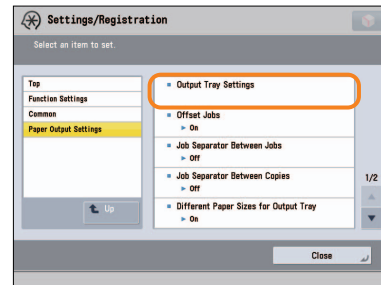 Settings/Registration
Select an item to set.
Top
Function Settings
Common
Paper Output Settings
Up
Output Tray Settings
Offset Jobs
► On
Job Separator Between Jobs
► Off
Job Separator Between Copies
► Off
Different Paper Sizes for Output Tray
► On
1/2
Close